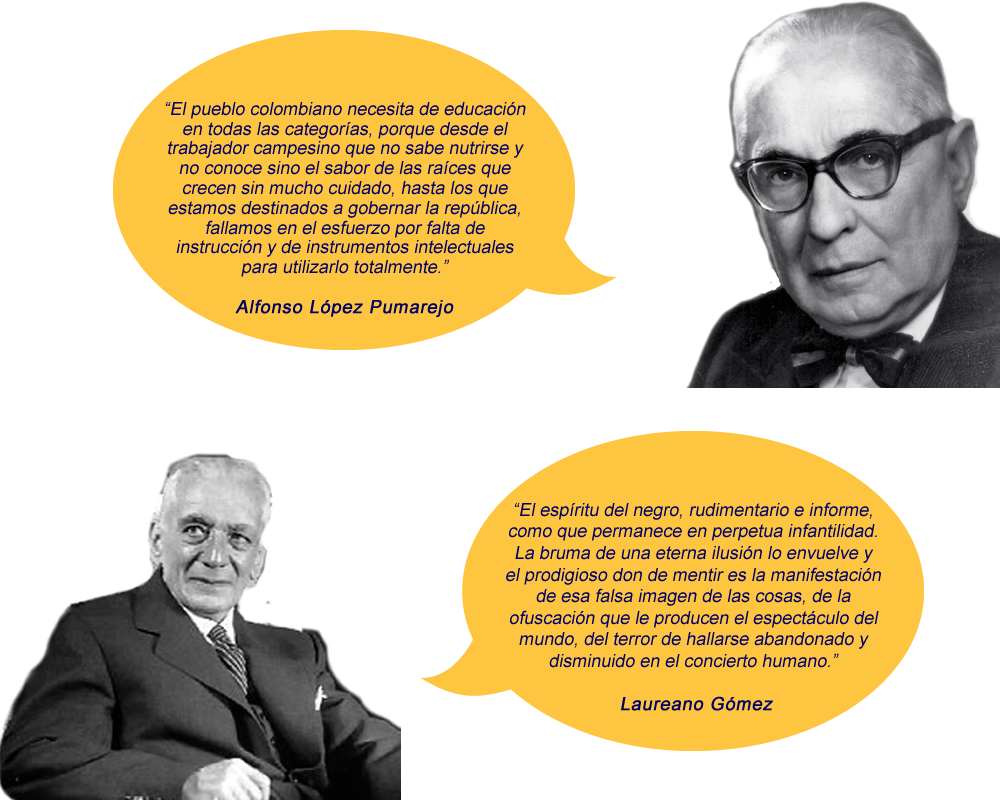 “El pueblo colombiano necesita de educación
en todas las categorías, porque desde el
trabajador campesino que no sabe nutrirse y
no conoce sino el sabor de las raíces que
crecen sin mucho cuidado, hasta los que
estamos destinados a gobernar la república,
fallamos en el esfuerzo por falta de
instrucción y de instrumentos intelectuales
para utilizarlo totalmente.”
Alfonso López Pumarejo
“El espíritu del negro, rudimentario e informe,
como que permanece en perpetua infantilidad.
La bruma de una eterna ilusión lo envuelve y
el prodigioso don de mentir es la manifestación
de esa falsa imagen de las cosas, de la
ofuscación que le producen el espectáculo del
mundo, del terror de hallarse abandonado y
disminuido en el concierto humano.”
Laureano Gómez